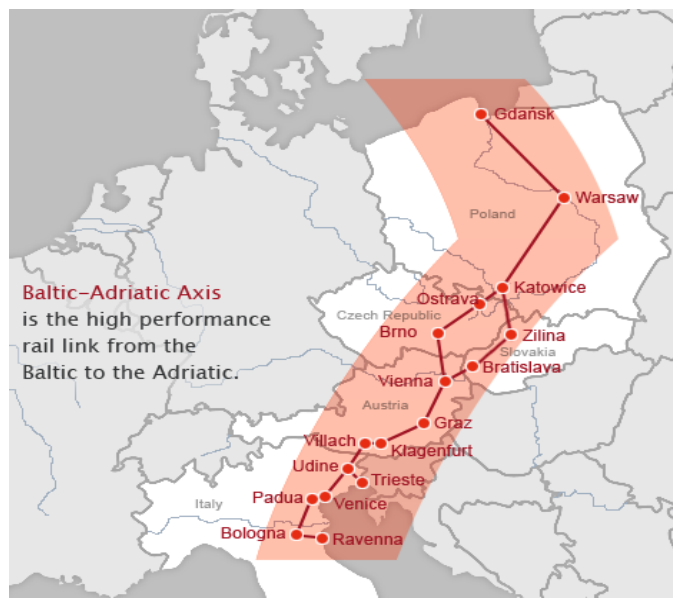 Gdańsk
Warsaw
Poland
Katowice
Ostrava
Czech Republic
Brno
Zilina
Slovakia
Bratislava
Vienna
Austria
Graz
Villach
Klagenfurt
Udine
Trieste
Padua
Venice
Italy
Bologna
Ravenna
Baltic-Adriatic Axis
is the high performance
rail link from the
Baltic to the Adriatic.